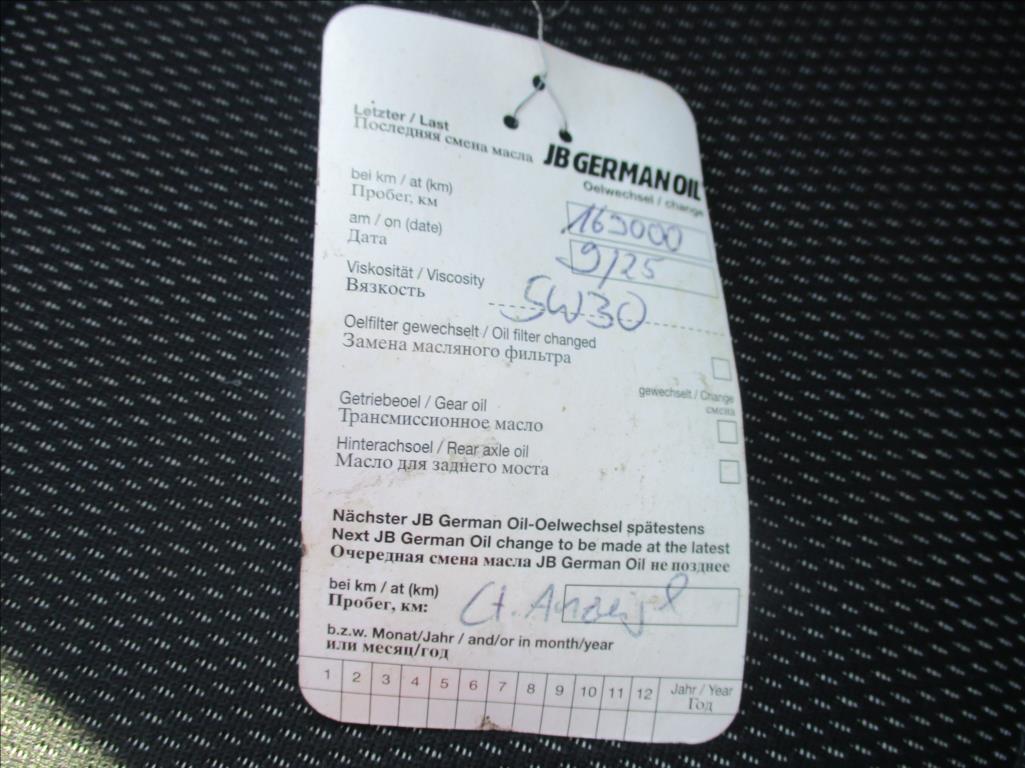 JB GERMAN OIL
Letzter / Last
Oelwechsel / change
Последняя смена масла
bei km / at (km)
Пробег, км
169000
am / on (date)
Дата
9/25
Viskosität / Viscosity
Вязкость
5W30
Oelfilter gewechselt / Oil filter changed
Замена масляного фильтра
gewechselt / Change
смена
Getriebeoel / Gear oil
Трансмиссионное масло
Hinterachsoel / Rear axle oil
Масло для заднего моста
Nächster JB German Oil-Oelwechsel spätestens
Next JB German Oil change to be made at the latest
Очередная смена масла JB German Oil не позднее
bei km / at (km)
Пробег, км:
Lt. Anzeige
b.z.w. Monat/Jahr / and/or in month/year
или месяц/год
1 2 3 4 5 6 7 8 9 10 11 12 Jahr / Year
Год